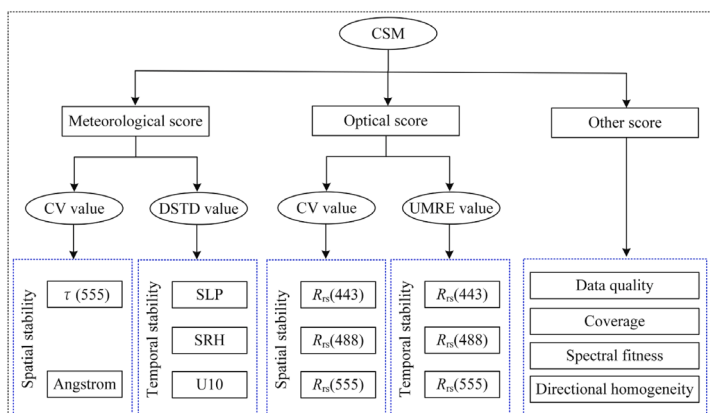 CSM
Meteorological score
Optical score
Other score
CV value
DSTD value
CV value
UMRE value
Spatial stability
τ (555)
Angstrom
Temporal stability
SLP
SRH
U10
Spatial stability
Rrs(443)
Rrs(488)
Rrs(555)
Temporal stability
Rrs(443)
Rrs(488)
Rrs(555)
Data quality
Coverage
Spectral fitness
Directional homogeneity